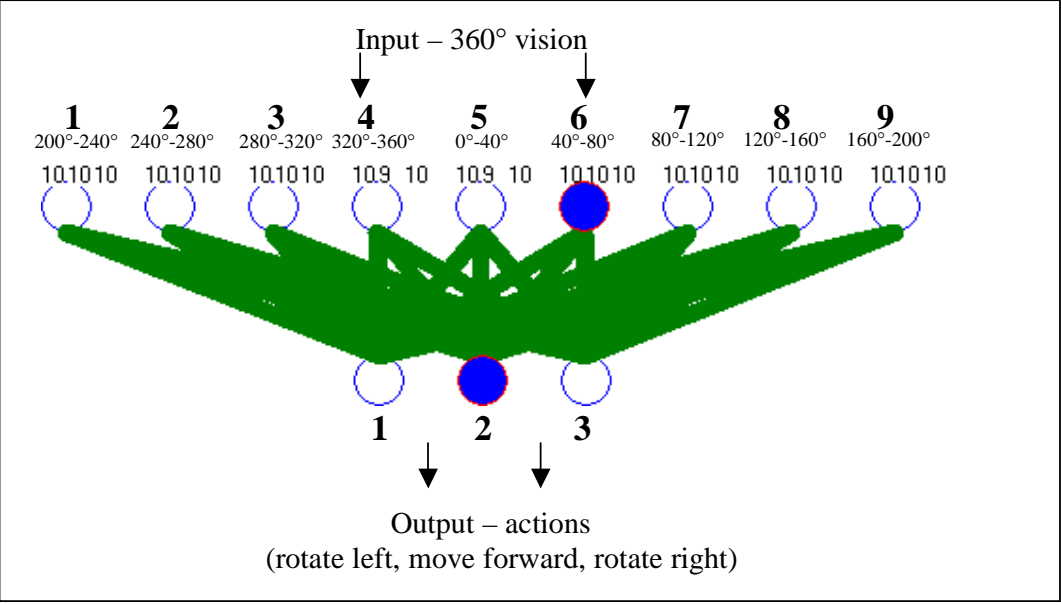 Input – 360° vision
1 2 3 4 5 6 7 8 9
200°-240° 240°-280° 280°-320° 320°-360° 0°-40° 40°-80° 80°-120° 120°-160° 160°-200°
10.10 10 10.10 10 10.10 10 10.9 10 10.9 10 10.10 10 10.10 10 10.10 10 10.10 10
1 2 3
Output – actions
(rotate left, move forward, rotate right)